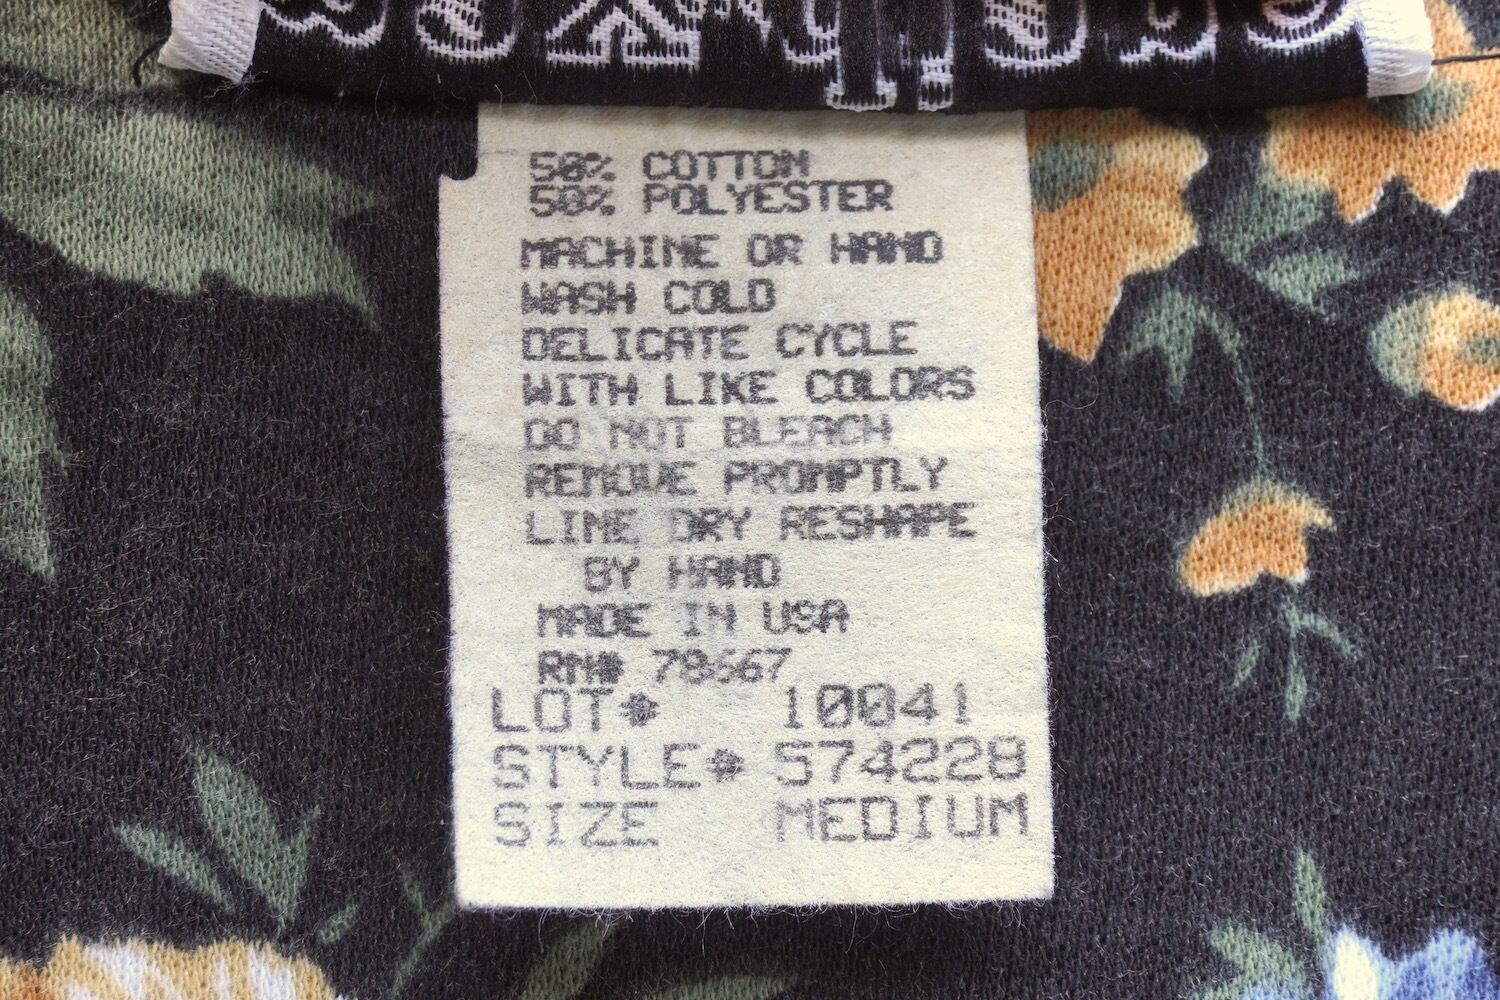 50% COTTON
50% POLYESTER
MACHINE OR HAND
WASH COLD
DELICATE CYCLE
WITH LIKE COLORS
DO NOT BLEACH
REMOVE PROMPTLY
LINE DRY RESHAPE
BY HAND
MADE IN USA
RN# 78667
LOT# 10041
STYLE# 574228
SIZE MEDIUM